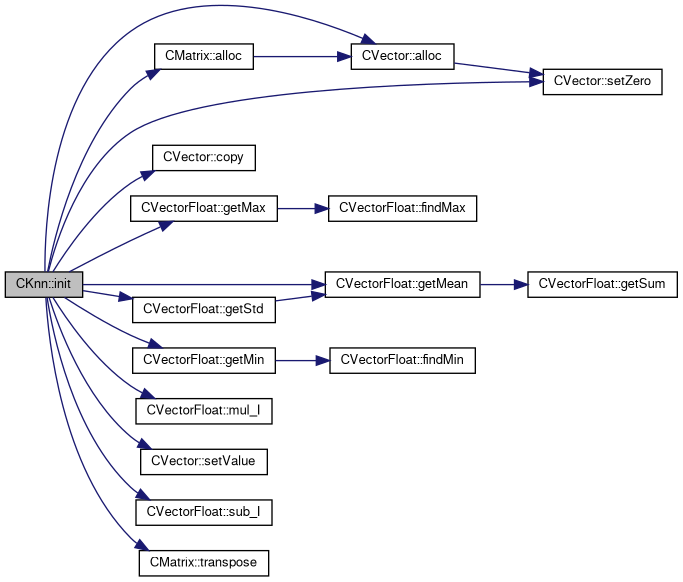 CMatrix::alloc
CVector::alloc
CVector::setZero
CVector::copy
CVectorFloat::getMax
CVectorFloat::findMax
CKnn::init
CVectorFloat::getMean
CVectorFloat::getSum
CVectorFloat::getStd
CVectorFloat::getMin
CVectorFloat::findMin
CVectorFloat::mul_I
CVector::setValue
CVectorFloat::sub_I
CMatrix::transpose